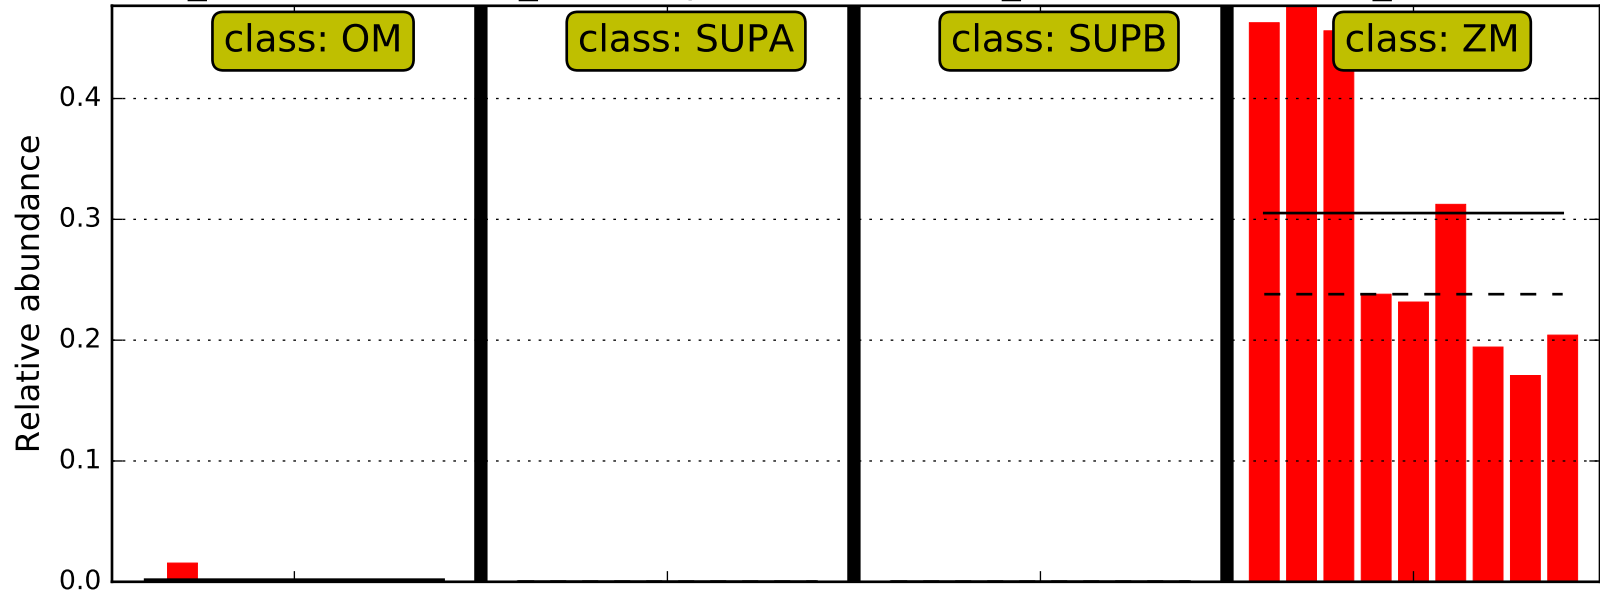 class: OM
class: SUPA
class: SUPB
class: ZM
Relative abundance
0.4
0.3
0.2
0.1
0.0